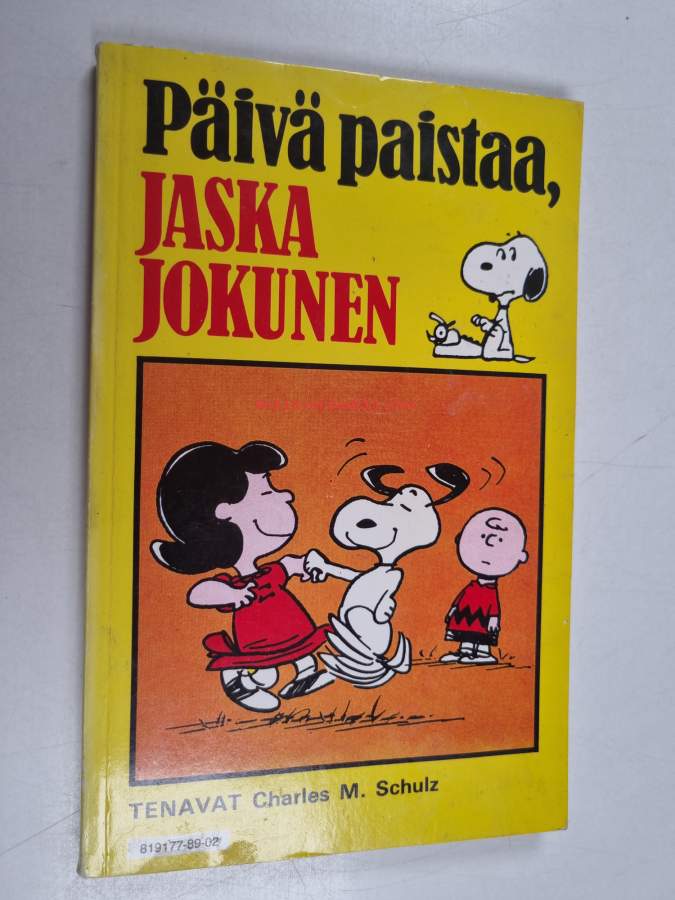 Päivä paistaa,
JASKA
JOKUNEN
TENAVAT Charles M. Schulz
819177-89-02